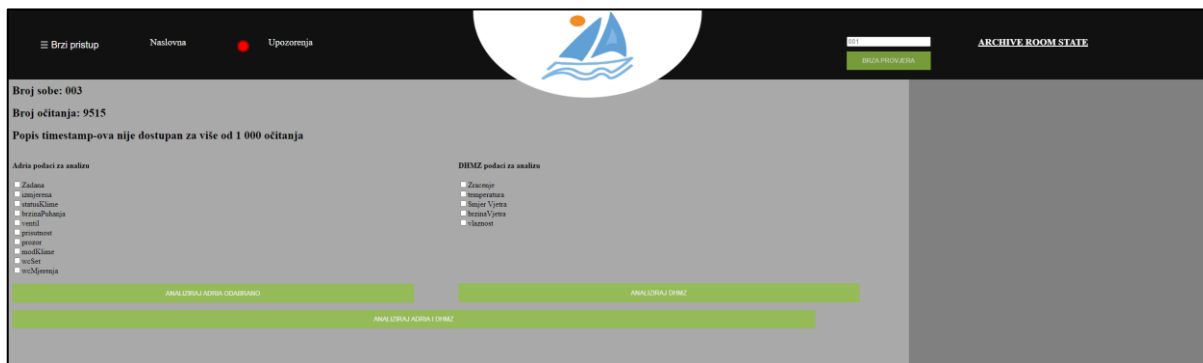 ☰ Brzi pristup
Naslovna
Upozorenja
001
BRZA PROVJERA
ARCHIVE ROOM STATE
Broj sobe: 003
Broj očitanja: 9515
Popis timestamp-ova nije dostupan za više od 1 000 očitanja
Adria podaci za analizu
Zadana
izmjerena
statusKlime
brzinaPuhanja
ventil
prisutnost
prozor
modKlime
wcSet
wcMjerenja
DHMZ podaci za analizu
Zracenje
temperatura
Smjer Vjetra
brzinaVjetra
vlaznost
ANALIZIRAJ ADRIA ODABRANO
ANALIZIRAJ DHMZ
ANALIZIRAJ ADRIA I DHMZ